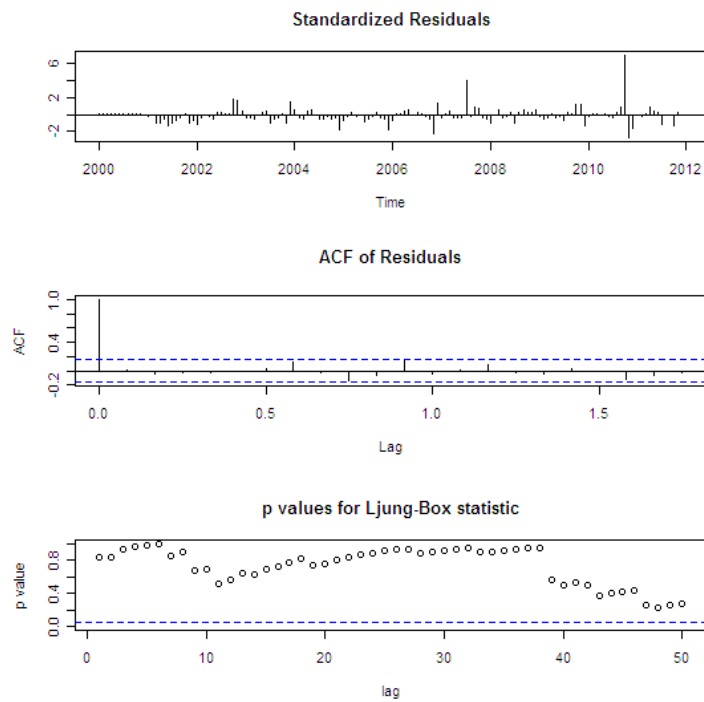 Standardized Residuals
6
2
-2
2000 2002 2004 2006 2008 2010 2012
Time
ACF of Residuals
ACF
1.0
0.4
-0.2
0.0 0.5 1.0 1.5
Lag
p values for Ljung-Box statistic
p value
0.8
0.4
0.0
0 10 20 30 40 50
lag